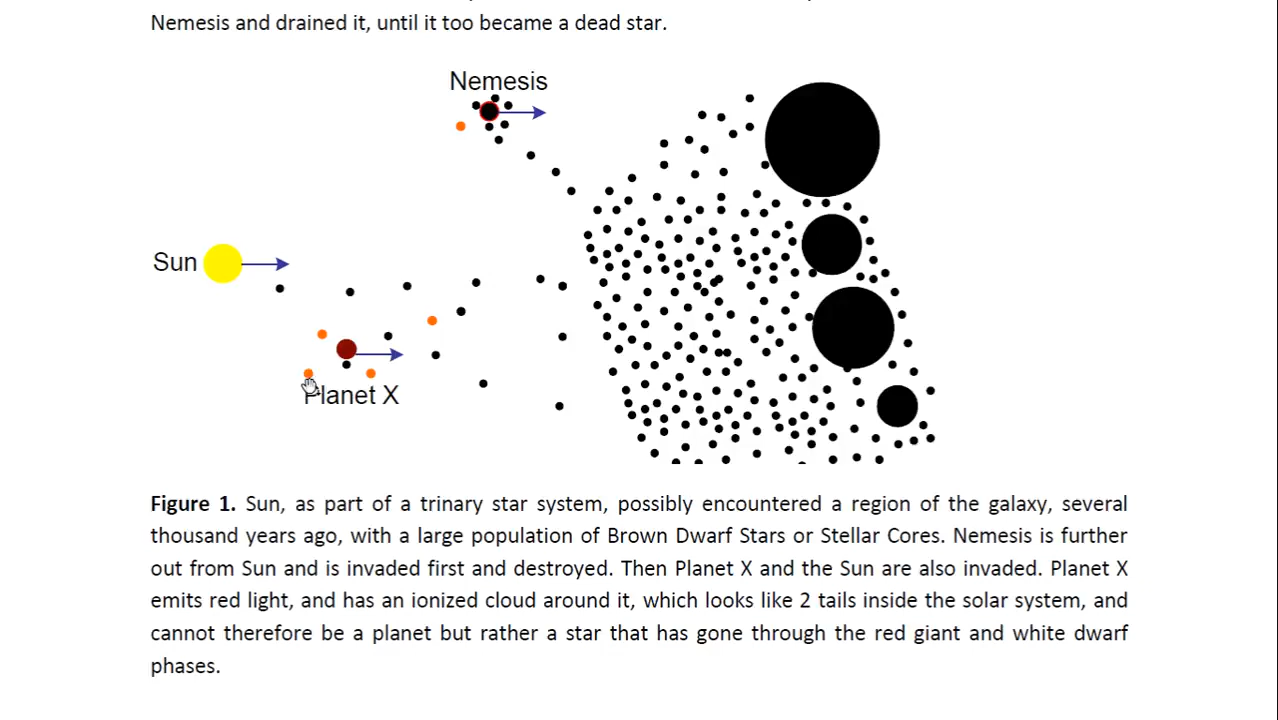 Nemesis and drained it, until it too became a dead star.
Nemesis
Sun
Planet X
Figure 1. Sun, as part of a trinary star system, possibly encountered a region of the galaxy, several
thousand years ago, with a large population of Brown Dwarf Stars or Stellar Cores. Nemesis is further
out from Sun and is invaded first and destroyed. Then Planet X and the Sun are also invaded. Planet X
emits red light, and has an ionized cloud around it, which looks like 2 tails inside the solar system, and
cannot therefore be a planet but rather a star that has gone through the red giant and white dwarf
phases.